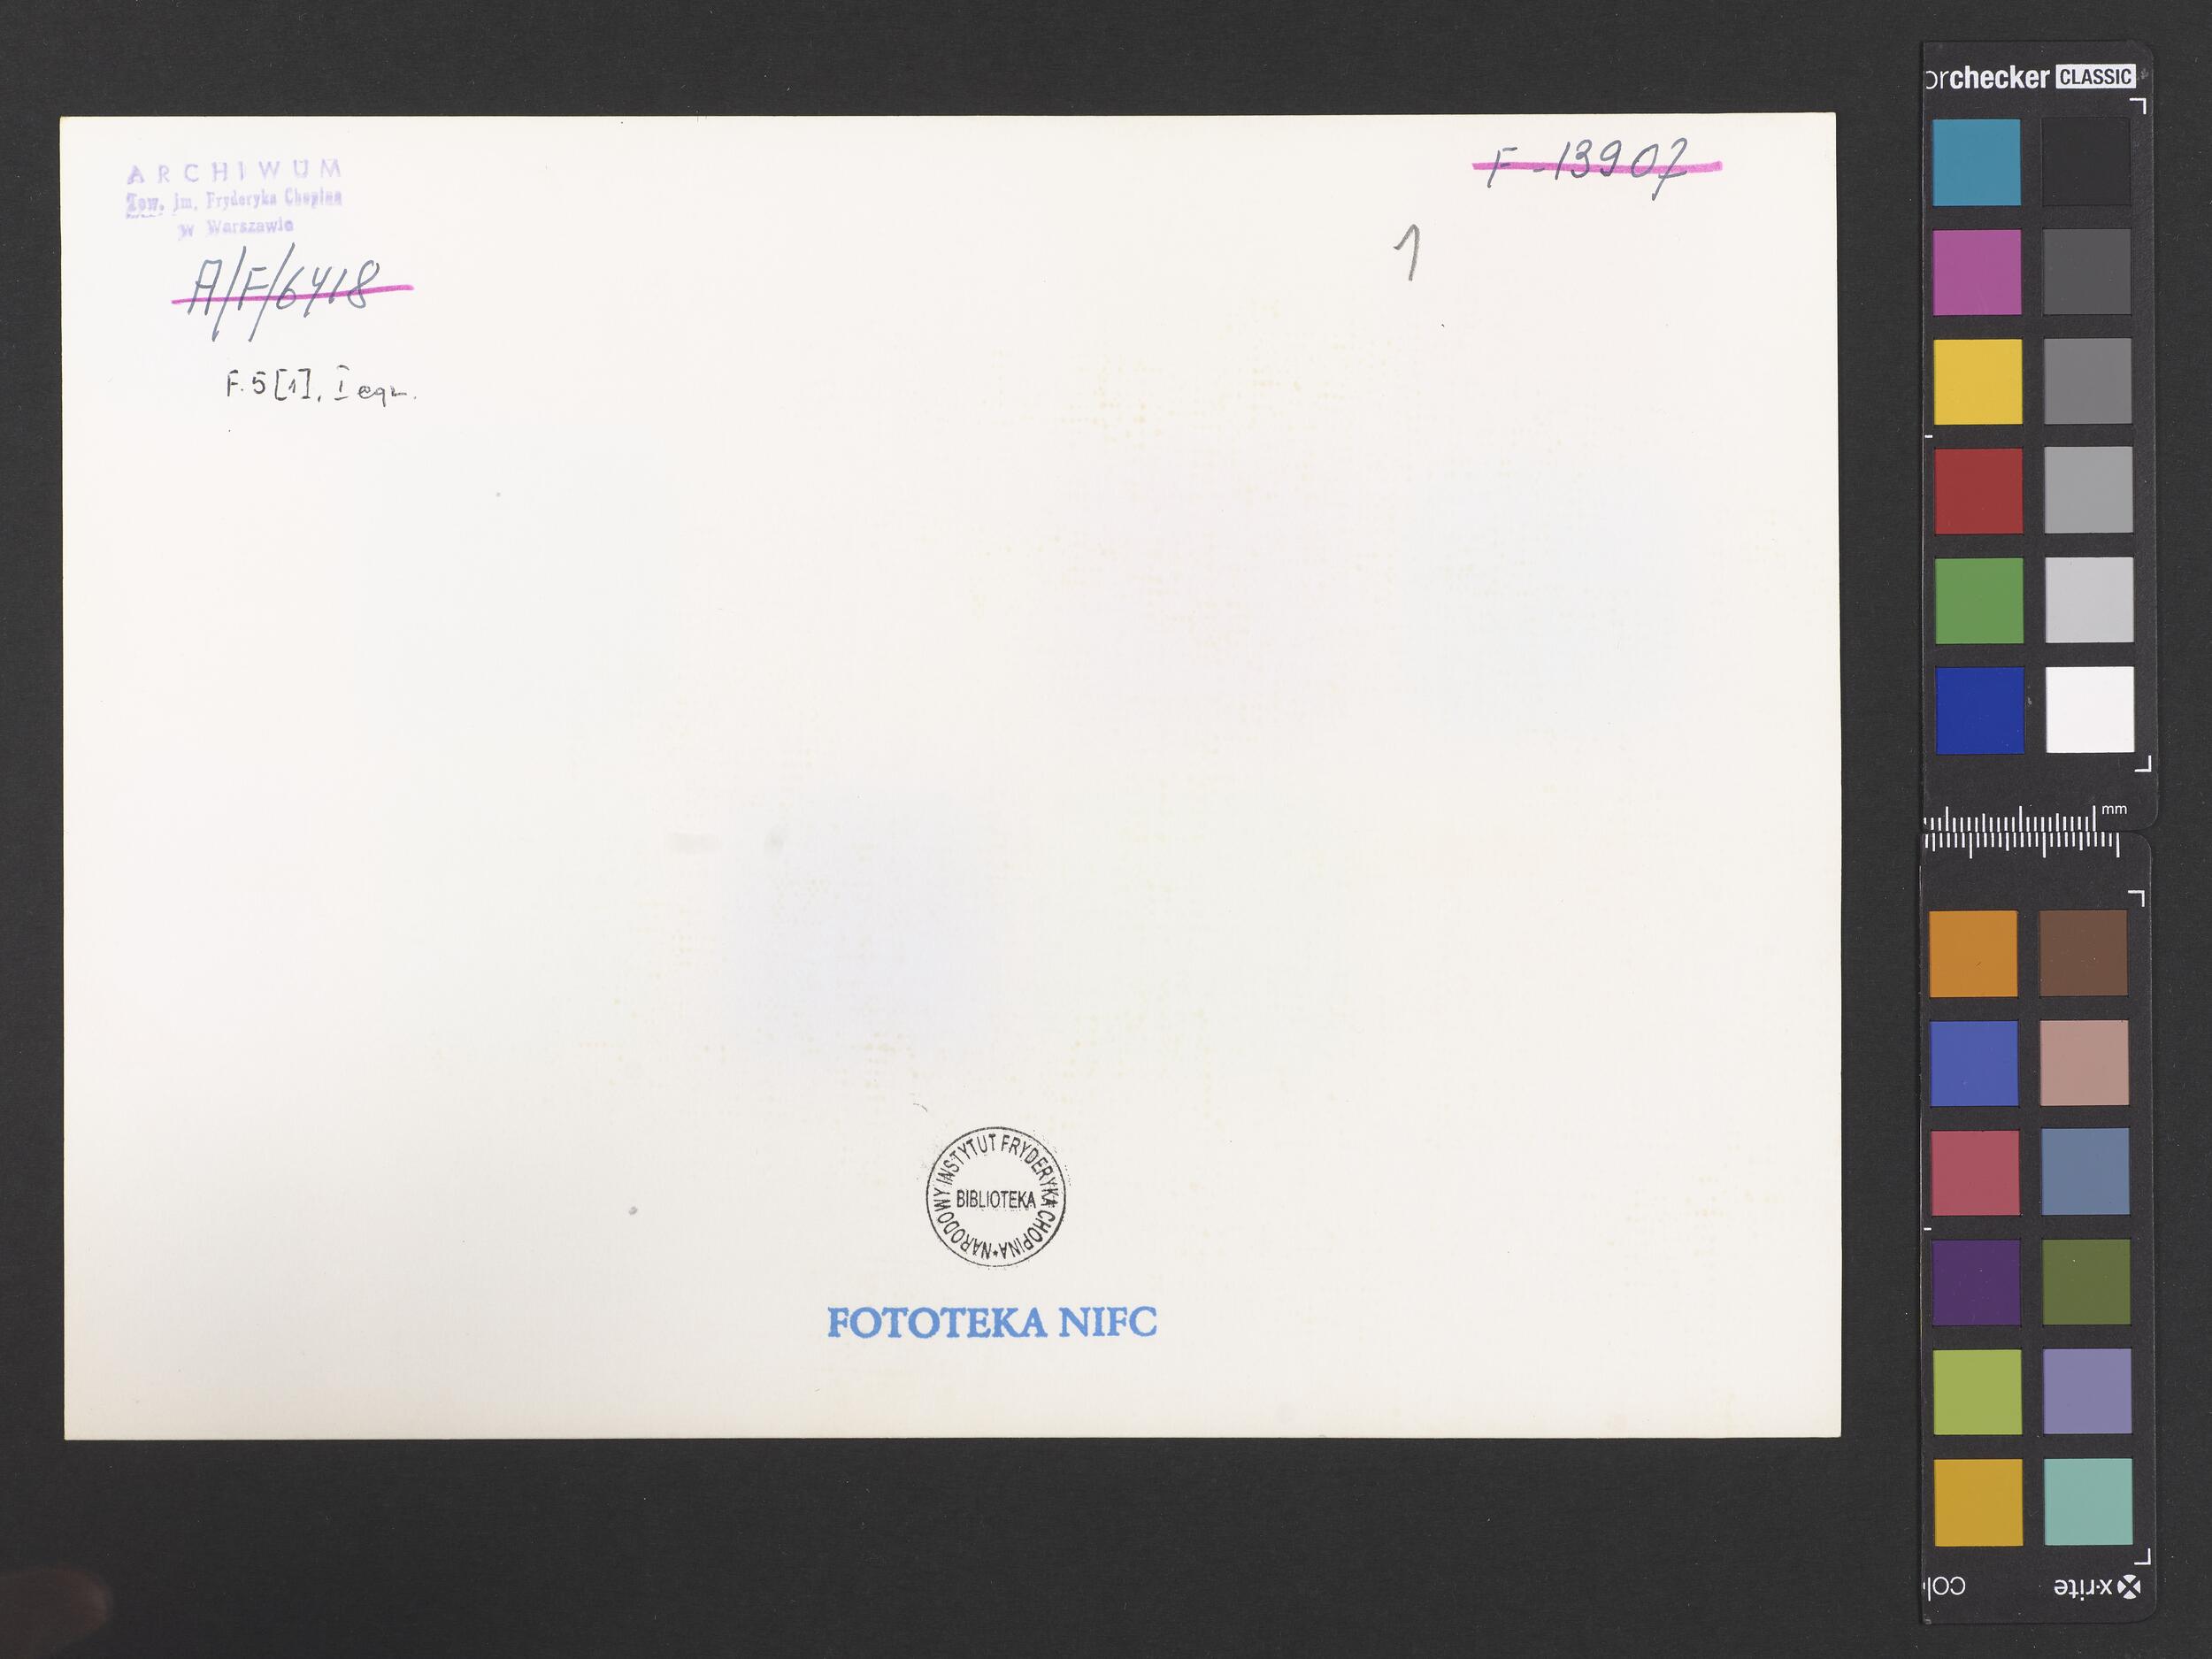 ARCHIWUM
Tow. im. Fryderyka Chopina
w Warszawie
A/F/6418
F.5 [1], I egz.
F-13907
1
NARODOWY INSTYTUT FRYDERYKA CHOPINA
BIBLIOTEKA
FOTOTEKA NIFC
orchecker CLASSIC
mm
x-rite
col